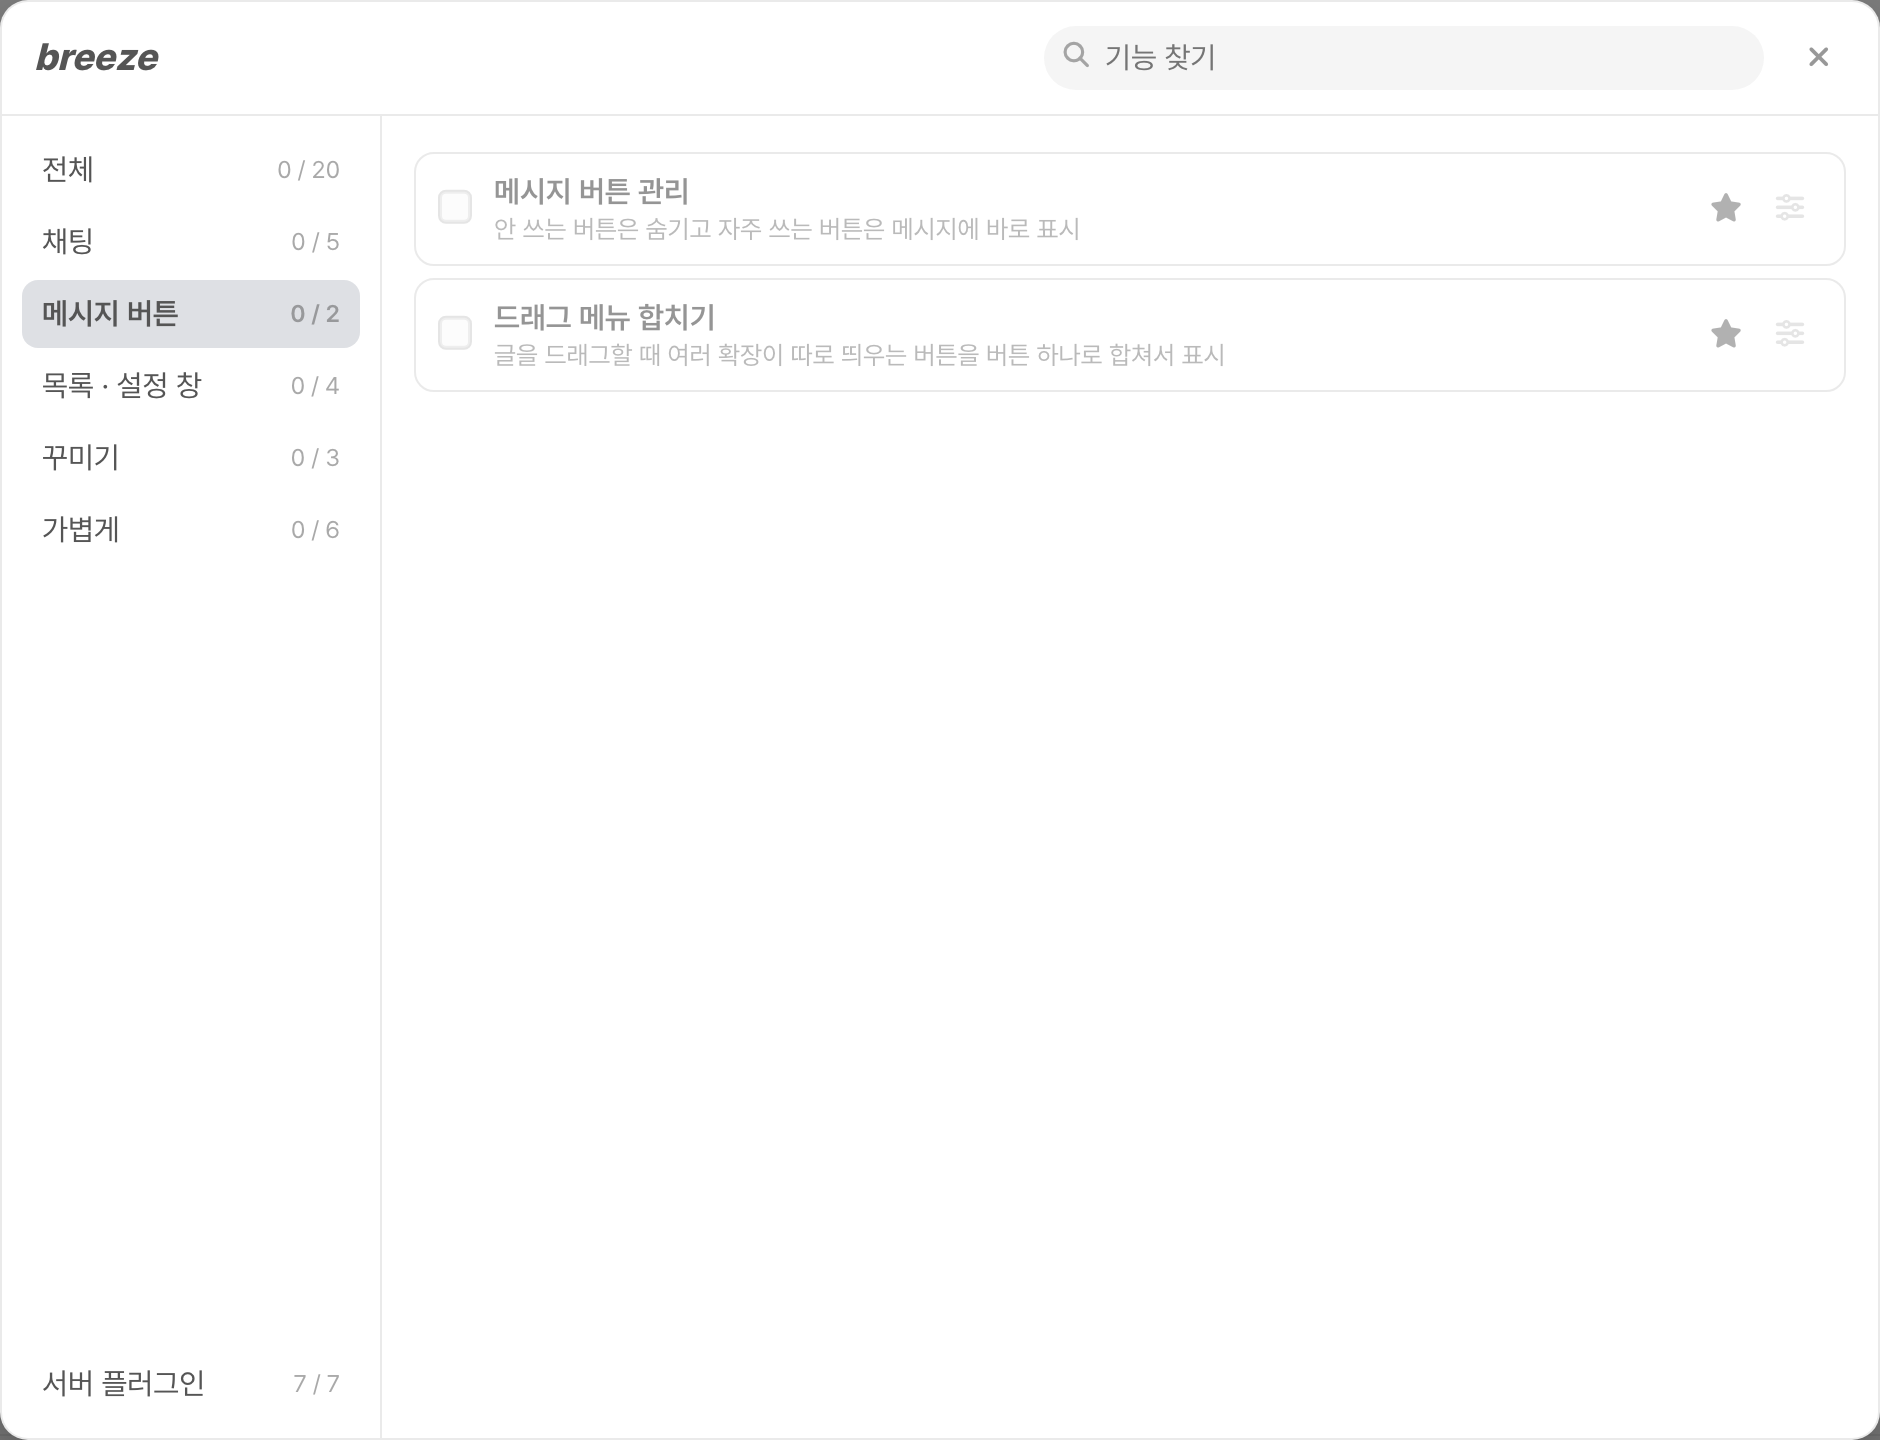 breeze
기능 찾기
전체 0 / 20
채팅 0 / 5
메시지 버튼 0 / 2
목록 · 설정 창 0 / 4
꾸미기 0 / 3
가볍게 0 / 6
서버 플러그인 7 / 7
메시지 버튼 관리
안 쓰는 버튼은 숨기고 자주 쓰는 버튼은 메시지에 바로 표시
드래그 메뉴 합치기
글을 드래그할 때 여러 확장이 따로 띄우는 버튼을 버튼 하나로 합쳐서 표시